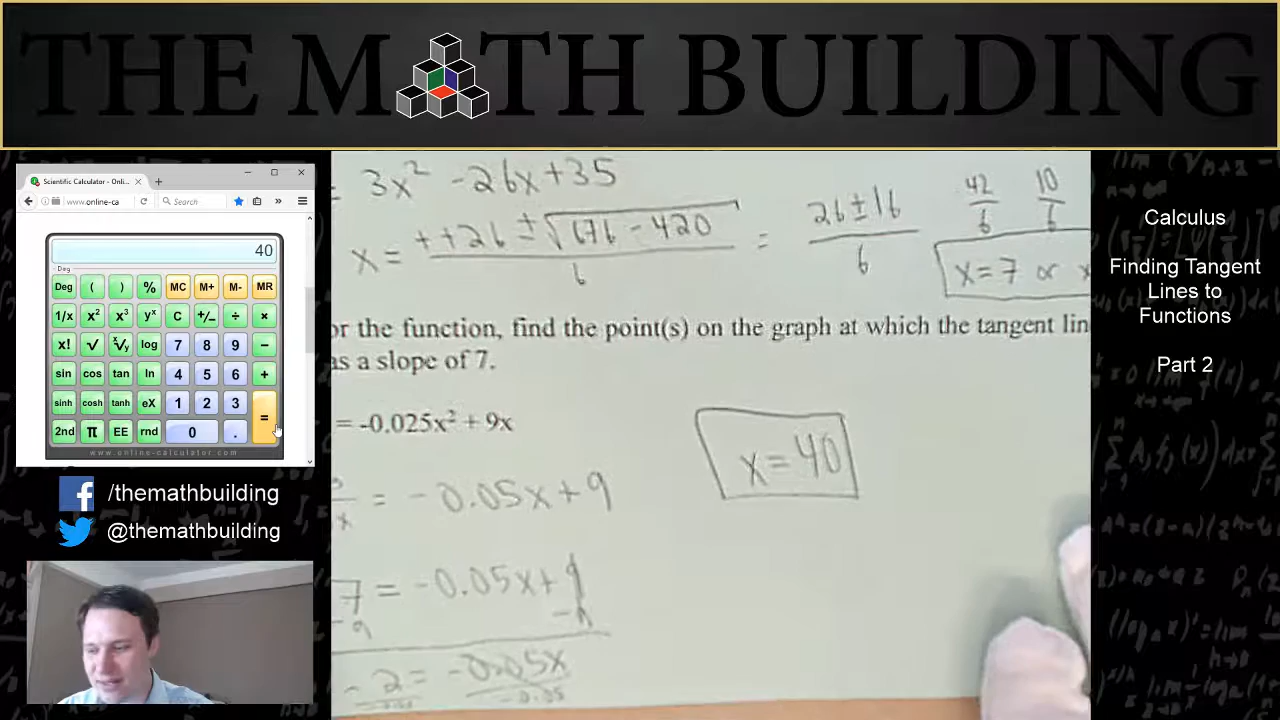 THE MATH BUILDING
Scientific Calculator - Onli...
www.online-ca
Search
40
Deg
Deg ( ) % MC M+ M- MR
1/x x² x³ yˣ C +/- ÷ ×
x! √ ˣ√y log 7 8 9 −
sin cos tan ln 4 5 6 +
sinh cosh tanh eX 1 2 3 =
2nd π EE rnd 0 .
www.online-calculator.com
/themathbuilding
@themathbuilding
= 3x² - 26x + 35
x = ++26 ± √676 - 420 / 6 = 26 ± 16 / 6 42/6 10/6
x = 7 or x
or the function, find the point(s) on the graph at which the tangent lin
as a slope of 7.
= -0.025x² + 9x
x = 40
= -0.05x + 9
7 = -0.05x + 9
-9 -9
-2 = -0.05x
-0.05
Calculus
Finding Tangent
Lines to
Functions
Part 2